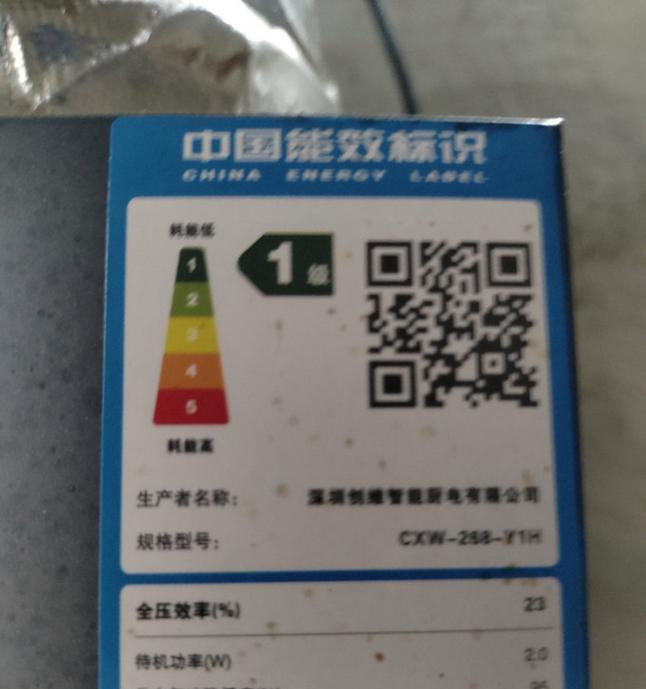 中国能效标识
CHINA ENERGY LABEL
耗能低
1
2
3
4
5
耗能高
1级
生产者名称: 深圳创维智能厨电有限公司
规格型号: CXW-268-Y1H
全压效率(%) 23
待机功率(W) 2.0